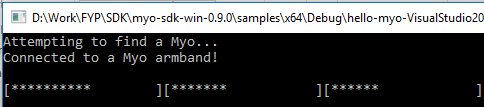 D:\Work\FYP\SDK\myo-sdk-win-0.9.0\samples\x64\Debug\hello-myo-VisualStudio20
Attempting to find a Myo...
Connected to a Myo armband!
[**********        ][*******           ][******            ]